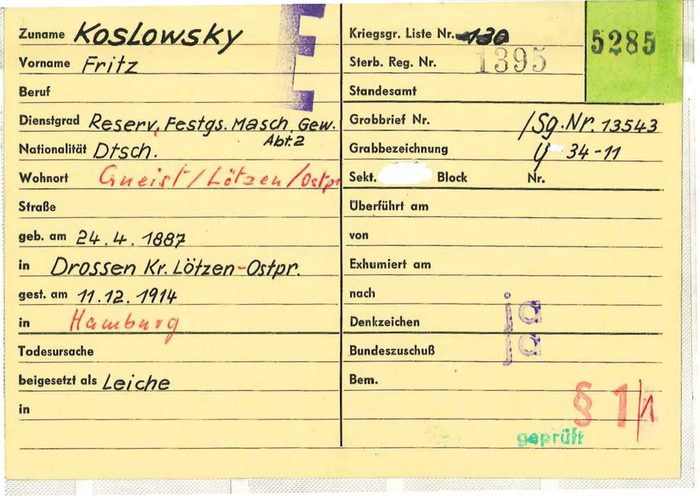 Zuname Koslowsky
Vorname Fritz
Beruf
Dienstgrad Reserv. Festgs. Masch. Gew. Abt.2
Nationalität Dtsch.
Wohnort Gneist/Lötzen/Ostpr
Straße
geb. am 24.4.1887
in Drossen Kr. Lötzen-Ostpr.
gest. am 11.12.1914
in Hamburg
Todesursache
beigesetzt als Leiche
in
E
Kriegsgr. Liste Nr. 130
Sterb. Reg. Nr. 1395
5285
Standesamt
Grabbrief Nr. /Sg.Nr. 13543
Grabbezeichnung y 34-11
Sekt. Block Nr.
Überführt am
von
Exhumiert am
nach
Denkzeichen ja
Bundeszuschuß ja
Bem.
§ 1/1
geprüft